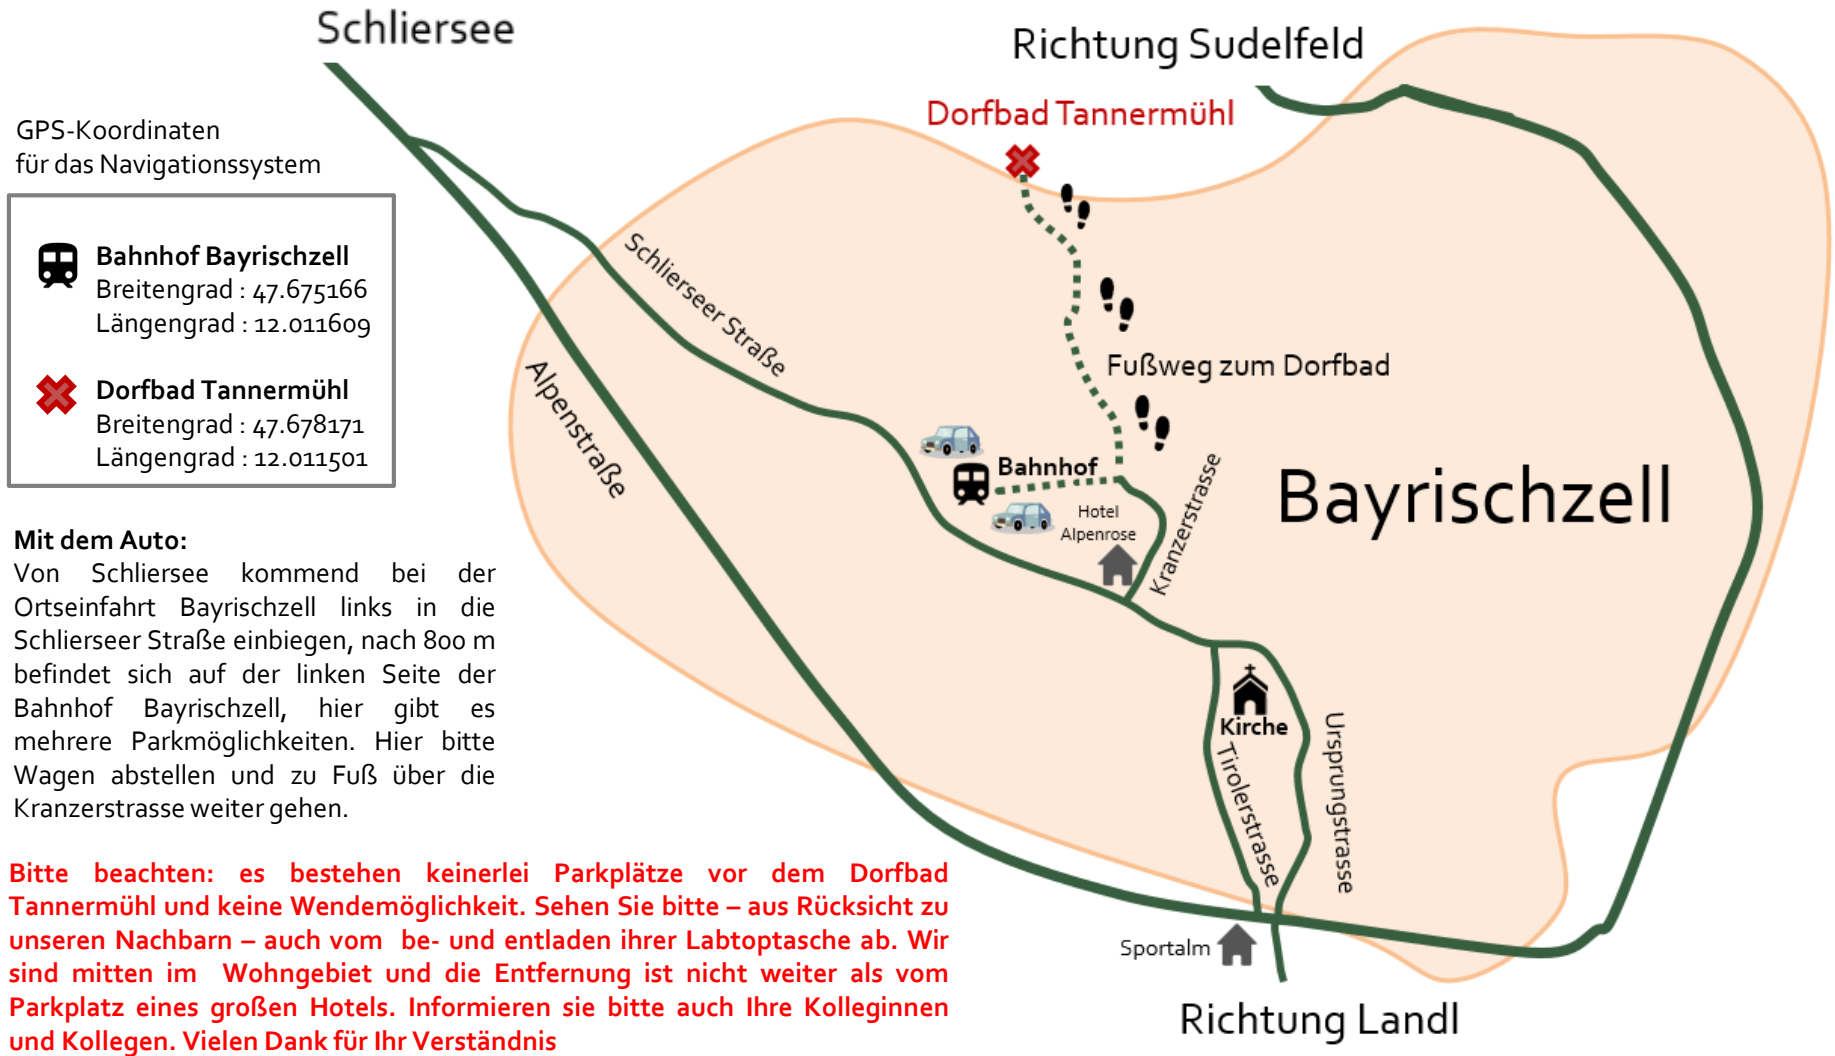 Schliersee
Richtung Sudelfeld
Dorfbad Tannermühl
GPS-Koordinaten
für das Navigationssystem
Bahnhof Bayrischzell
Breitengrad : 47.675166
Längengrad : 12.011609
Dorfbad Tannermühl
Breitengrad : 47.678171
Längengrad : 12.011501
Schlierseer Straße
Alpenstraße
Fußweg zum Dorfbad
Bahnhof
Hotel
Alpenrose
Kranzerstrasse
Bayrischzell
Mit dem Auto:
Von Schliersee kommend bei der
Ortseinfahrt Bayrischzell links in die
Schlierseer Straße einbiegen, nach 800 m
befindet sich auf der linken Seite der
Bahnhof Bayrischzell, hier gibt es
mehrere Parkmöglichkeiten. Hier bitte
Wagen abstellen und zu Fuß über die
Kranzerstrasse weiter gehen.
Kirche
Tirolerstrasse
Ursprungstrasse
Bitte beachten: es bestehen keinerlei Parkplätze vor dem Dorfbad
Tannermühl und keine Wendemöglichkeit. Sehen Sie bitte – aus Rücksicht zu
unseren Nachbarn – auch vom be- und entladen ihrer Labtoptasche ab. Wir
sind mitten im Wohngebiet und die Entfernung ist nicht weiter als vom
Parkplatz eines großen Hotels. Informieren sie bitte auch Ihre Kolleginnen
und Kollegen. Vielen Dank für Ihr Verständnis
Sportalm
Richtung Landl